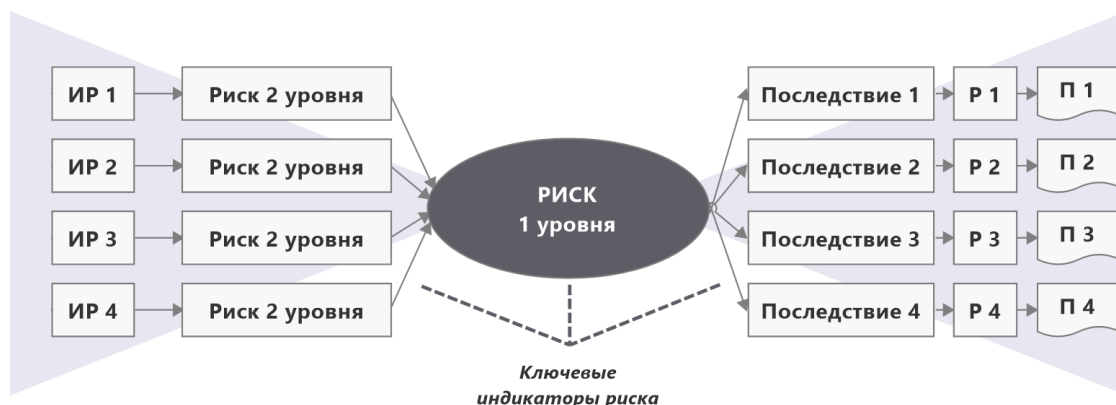 ИР 1
Риск 2 уровня
Последствие 1
Р 1
П 1
ИР 2
Риск 2 уровня
РИСК
1 уровня
Последствие 2
Р 2
П 2
ИР 3
Риск 2 уровня
Последствие 3
Р 3
П 3
ИР 4
Риск 2 уровня
Последствие 4
Р 4
П 4
Ключевые
индикаторы риска